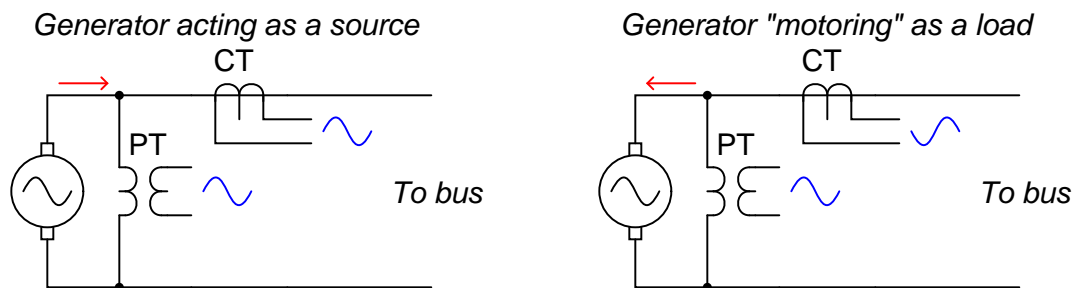 Generator acting as a source
CT
PT
To bus
Generator "motoring" as a load
CT
PT
To bus